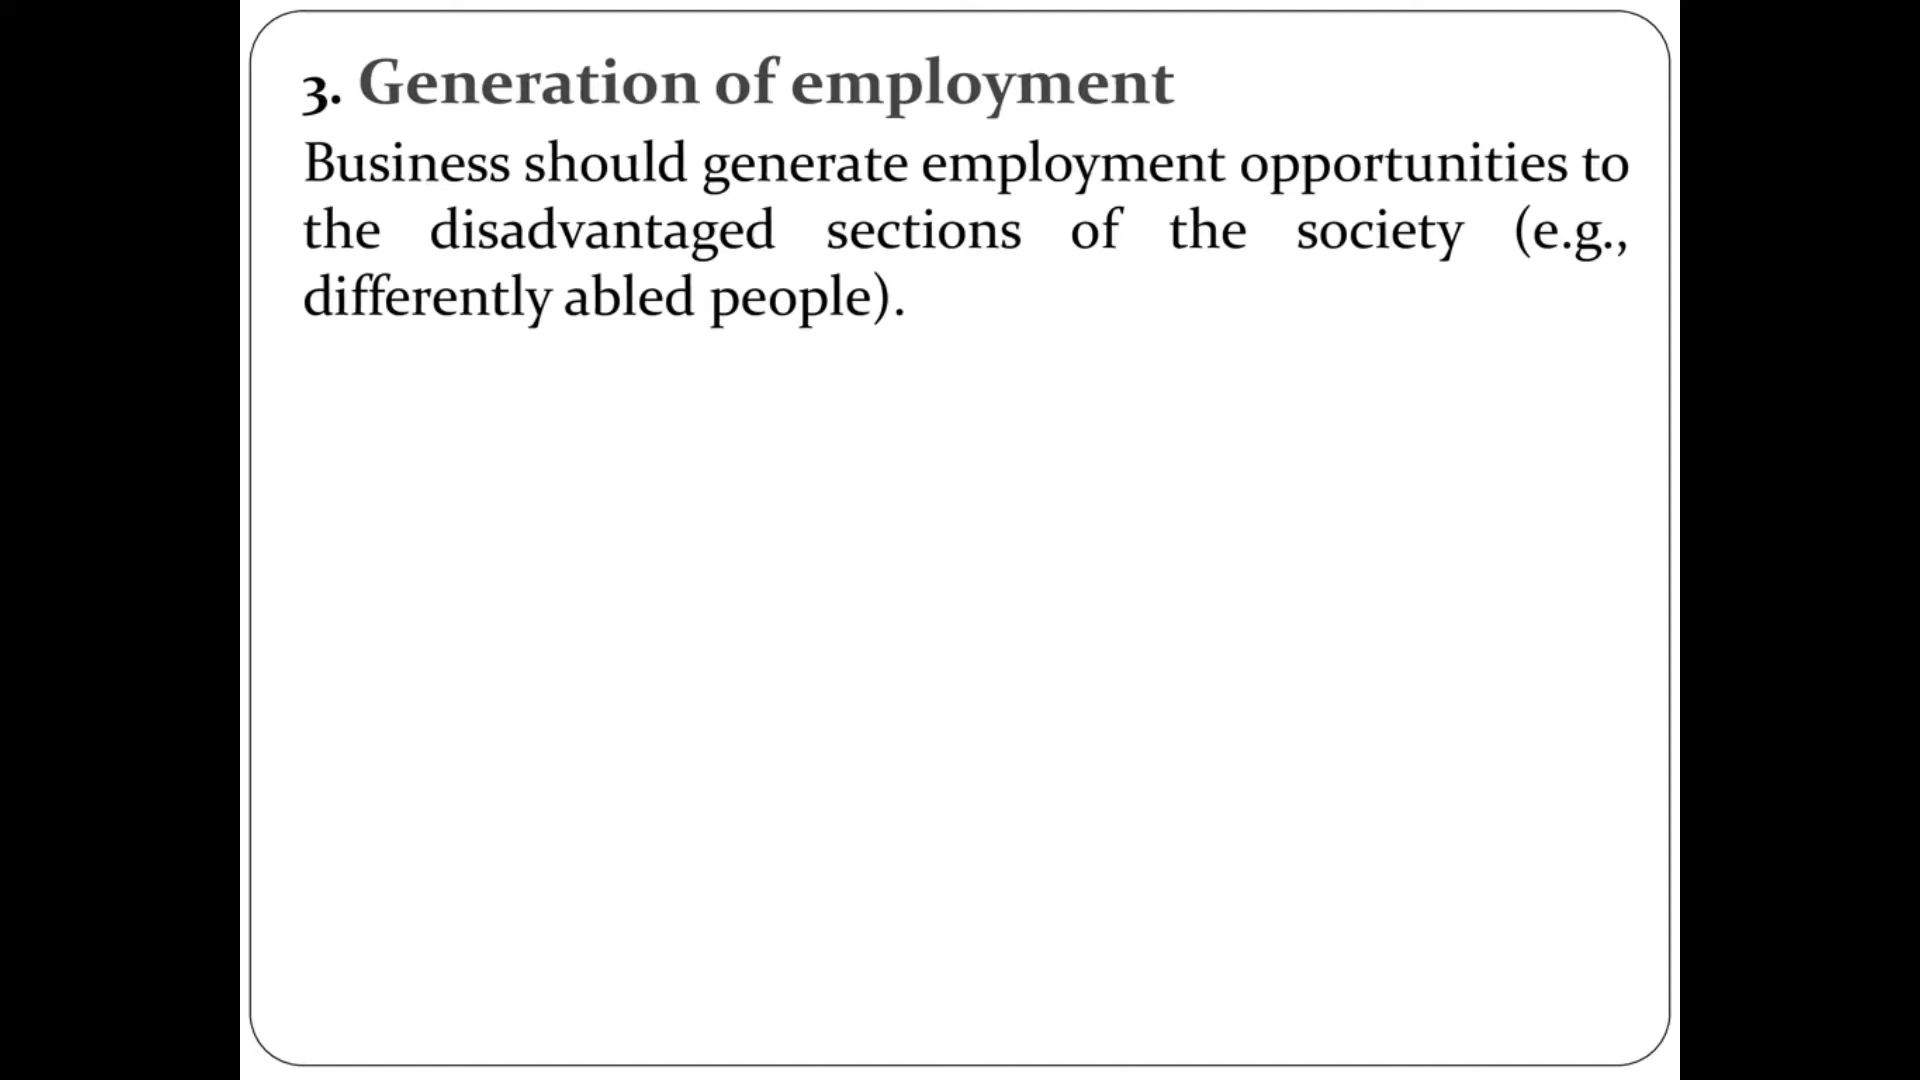 3. Generation of employment
Business should generate employment opportunities to
the disadvantaged sections of the society (e.g.,
differently abled people).